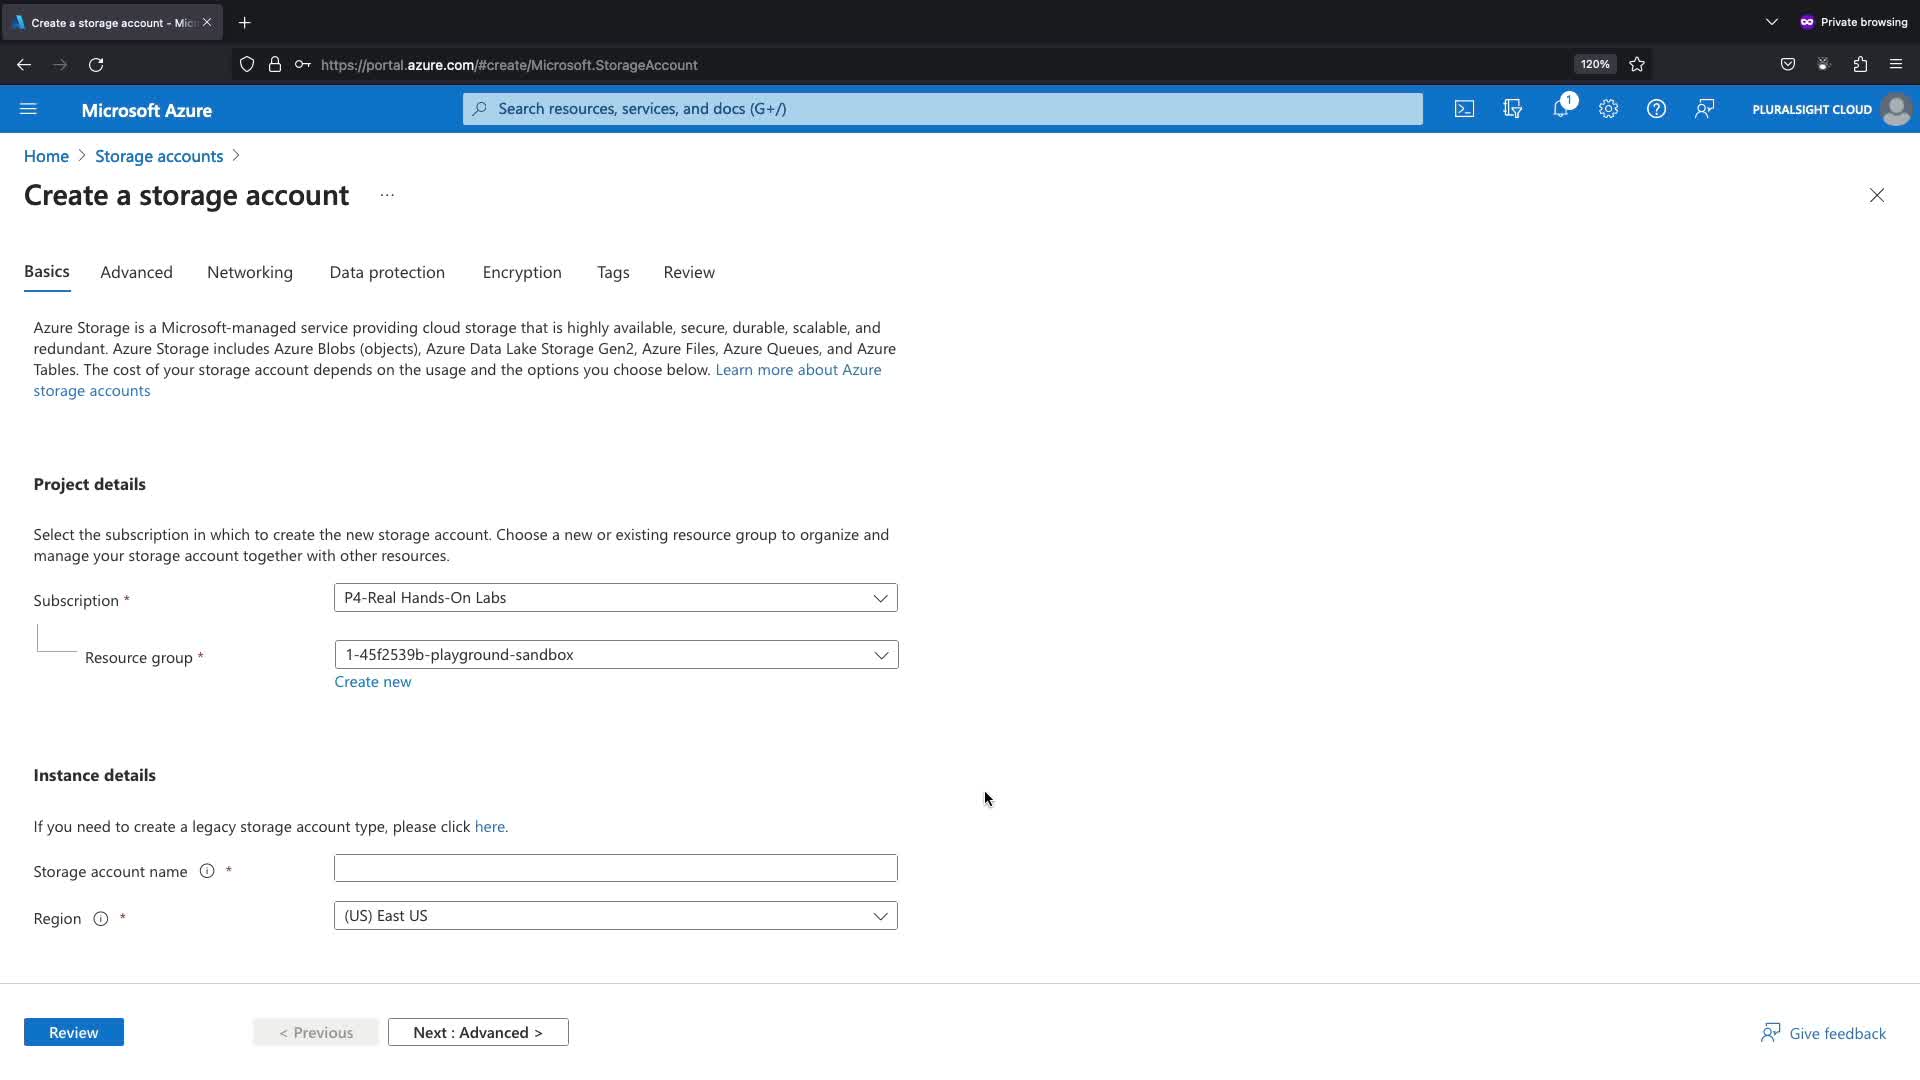 Create a storage account - Mic
Private browsing
https://portal.azure.com/#create/Microsoft.StorageAccount
120%
Microsoft Azure
Search resources, services, and docs (G+/)
1
PLURALSIGHT CLOUD
Home > Storage accounts >
Create a storage account ...
Basics
Advanced
Networking
Data protection
Encryption
Tags
Review
Azure Storage is a Microsoft-managed service providing cloud storage that is highly available, secure, durable, scalable, and
redundant. Azure Storage includes Azure Blobs (objects), Azure Data Lake Storage Gen2, Azure Files, Azure Queues, and Azure
Tables. The cost of your storage account depends on the usage and the options you choose below. Learn more about Azure
storage accounts
Project details
Select the subscription in which to create the new storage account. Choose a new or existing resource group to organize and
manage your storage account together with other resources.
Subscription *
P4-Real Hands-On Labs
Resource group *
1-45f2539b-playground-sandbox
Create new
Instance details
If you need to create a legacy storage account type, please click here.
Storage account name *
Region *
(US) East US
Review
< Previous
Next : Advanced >
Give feedback